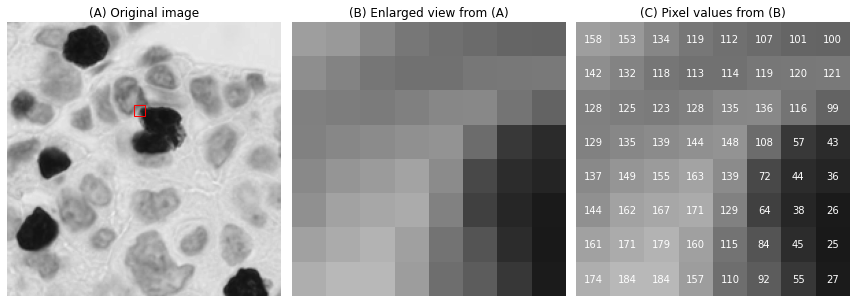 (A) Original image
(B) Enlarged view from (A)
(C) Pixel values from (B)
158 153 134 119 112 107 101 100
142 132 118 113 114 119 120 121
128 125 123 128 135 136 116 99
129 135 139 144 148 108 57 43
137 149 155 163 139 72 44 36
144 162 167 171 129 64 38 26
161 171 179 160 115 84 45 25
174 184 184 157 110 92 55 27